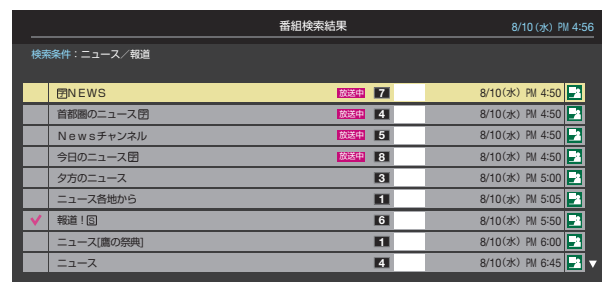 番組検索結果 8/10(水) PM 4:56
検索条件：ニュース／報道
🈑NEWS 放送中 7 8/10(水) PM 4:50
首都圏のニュース🈑 放送中 4 8/10(水) PM 4:50
Newsチャンネル 放送中 5 8/10(水) PM 4:50
今日のニュース🈑 放送中 8 8/10(水) PM 4:50
夕方のニュース 3 8/10(水) PM 5:00
ニュース各地から 1 8/10(水) PM 5:05
報道！🅂 6 8/10(水) PM 5:50
ニュース[鷹の祭典] 1 8/10(水) PM 6:00
ニュース 4 8/10(水) PM 6:45 ▼